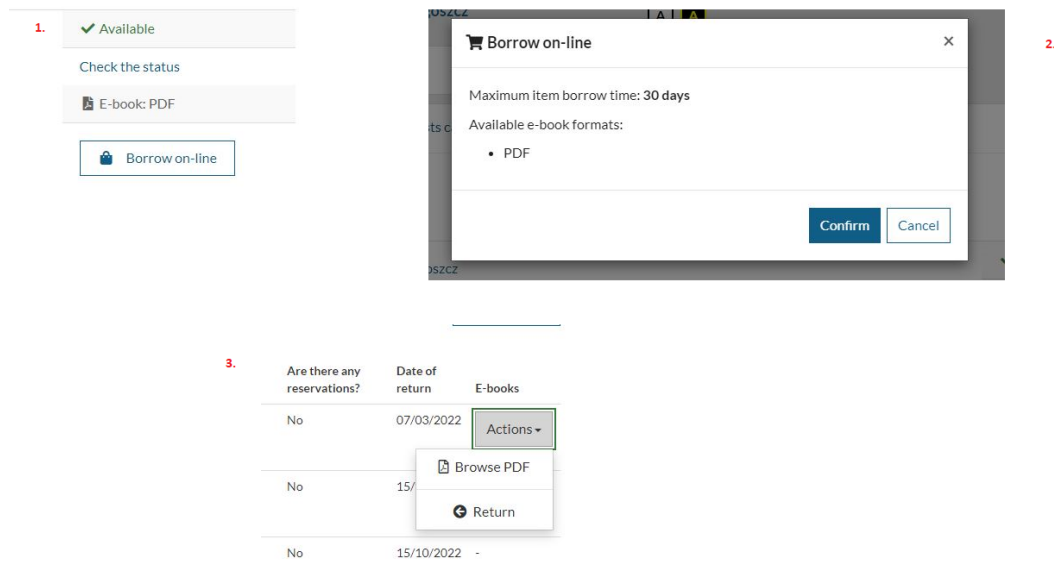 1.
Available
Check the status
E-book: PDF
Borrow on-line
A A
Borrow on-line ×
2.
Maximum item borrow time: 30 days
Available e-book formats:
• PDF
Confirm Cancel
3.
Are there any reservations?
Date of return
E-books
No 07/03/2022 Actions
Browse PDF
No 15/
Return
No 15/10/2022 -